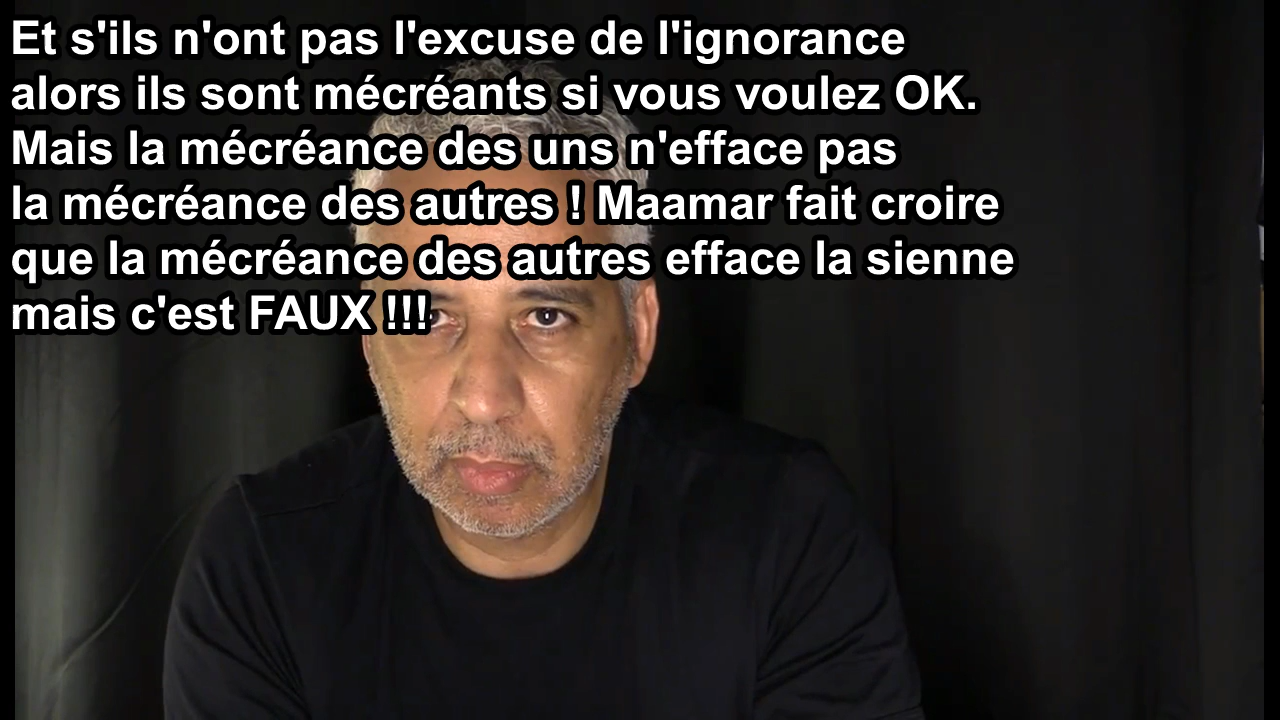 Et s'ils n'ont pas l'excuse de l'ignorance
alors ils sont mécréants si vous voulez OK.
Mais la mécréance des uns n'efface pas
la mécréance des autres ! Maamar fait croire
que la mécréance des autres efface la sienne
mais c'est FAUX !!!